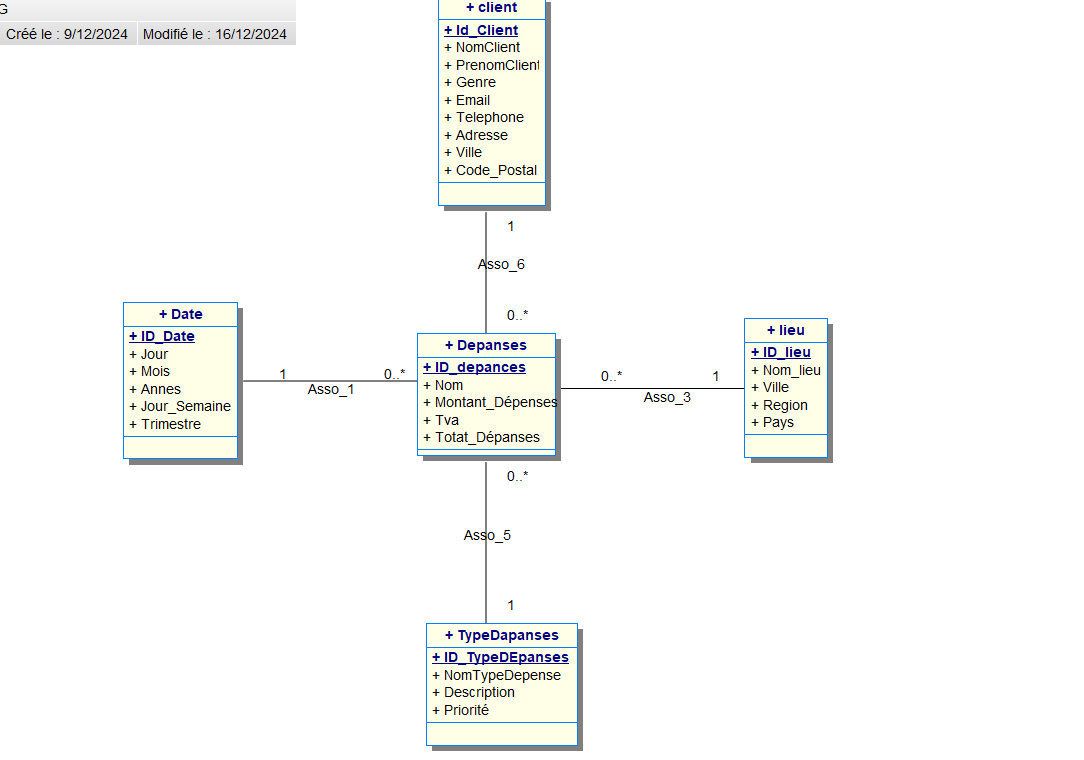 G
Créé le : 9/12/2024 Modifié le : 16/12/2024
+ client
+ Id_Client
+ NomClient
+ PrenomClient
+ Genre
+ Email
+ Telephone
+ Adresse
+ Ville
+ Code_Postal
1
Asso_6
0..*
+ Date
+ ID_Date
+ Jour
+ Mois
+ Annes
+ Jour_Semaine
+ Trimestre
1
Asso_1
0..*
+ Depanses
+ ID_depances
+ Nom
+ Montant_Dépenses
+ Tva
+ Totat_Dépanses
0..*
Asso_3
1
+ lieu
+ ID_lieu
+ Nom_lieu
+ Ville
+ Region
+ Pays
0..*
Asso_5
1
+ TypeDapanses
+ ID_TypeDEpanses
+ NomTypeDepense
+ Description
+ Priorité